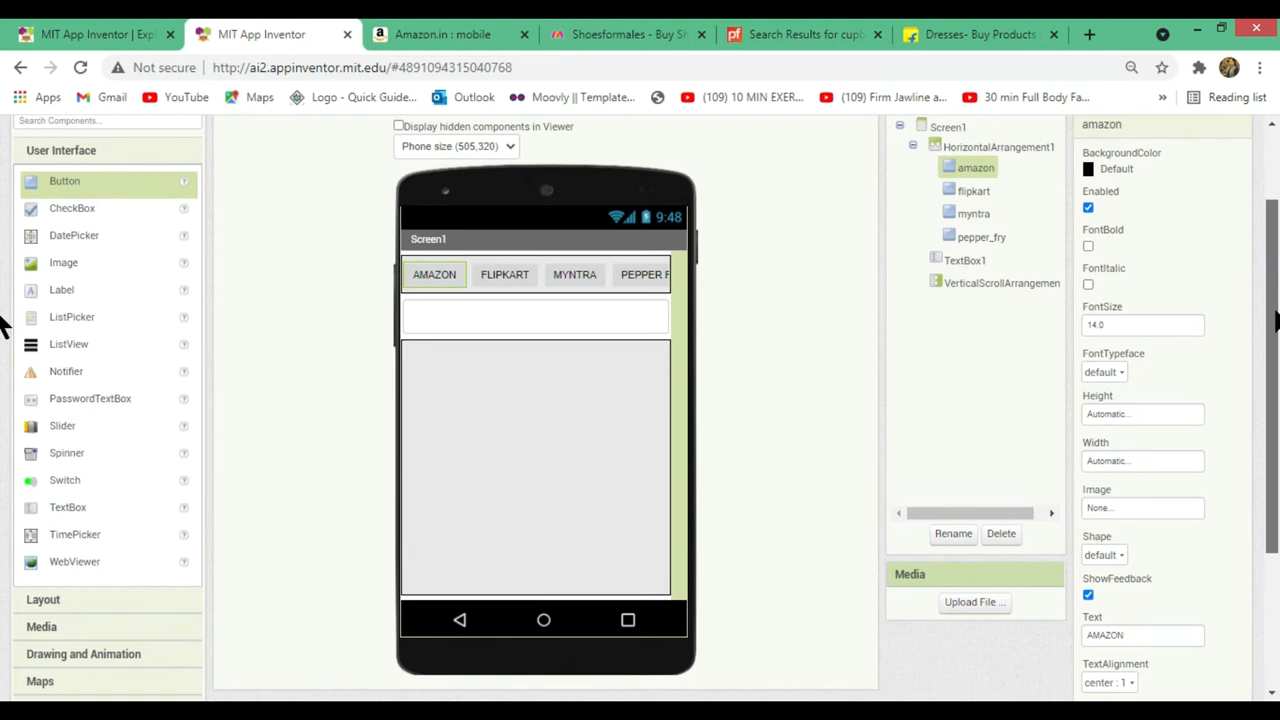 MIT App Inventor | Expl
MIT App Inventor
Amazon.in : mobile
Shoesformales - Buy Sh
Search Results for cupb
Dresses- Buy Products
Not secure
http://ai2.appinventor.mit.edu/#4891094315040768
Apps
Gmail
YouTube
Maps
Logo - Quick Guide...
Outlook
Moovly || Template...
(109) 10 MIN EXER...
(109) Firm Jawline a...
30 min Full Body Fa...
»
Reading list
Search Components...
User Interface
Button
CheckBox
DatePicker
Image
Label
ListPicker
ListView
Notifier
PasswordTextBox
Slider
Spinner
Switch
TextBox
TimePicker
WebViewer
Layout
Media
Drawing and Animation
Maps
Display hidden components in Viewer
Phone size (505,320)
9:48
Screen1
AMAZON
FLIPKART
MYNTRA
PEPPER F
Screen1
HorizontalArrangement1
amazon
flipkart
myntra
pepper_fry
TextBox1
VerticalScrollArrangemen
Rename
Delete
Media
Upload File ...
amazon
BackgroundColor
Default
Enabled
FontBold
FontItalic
FontSize
14.0
FontTypeface
default
Height
Automatic...
Width
Automatic...
Image
None...
Shape
default
ShowFeedback
Text
AMAZON
TextAlignment
center : 1